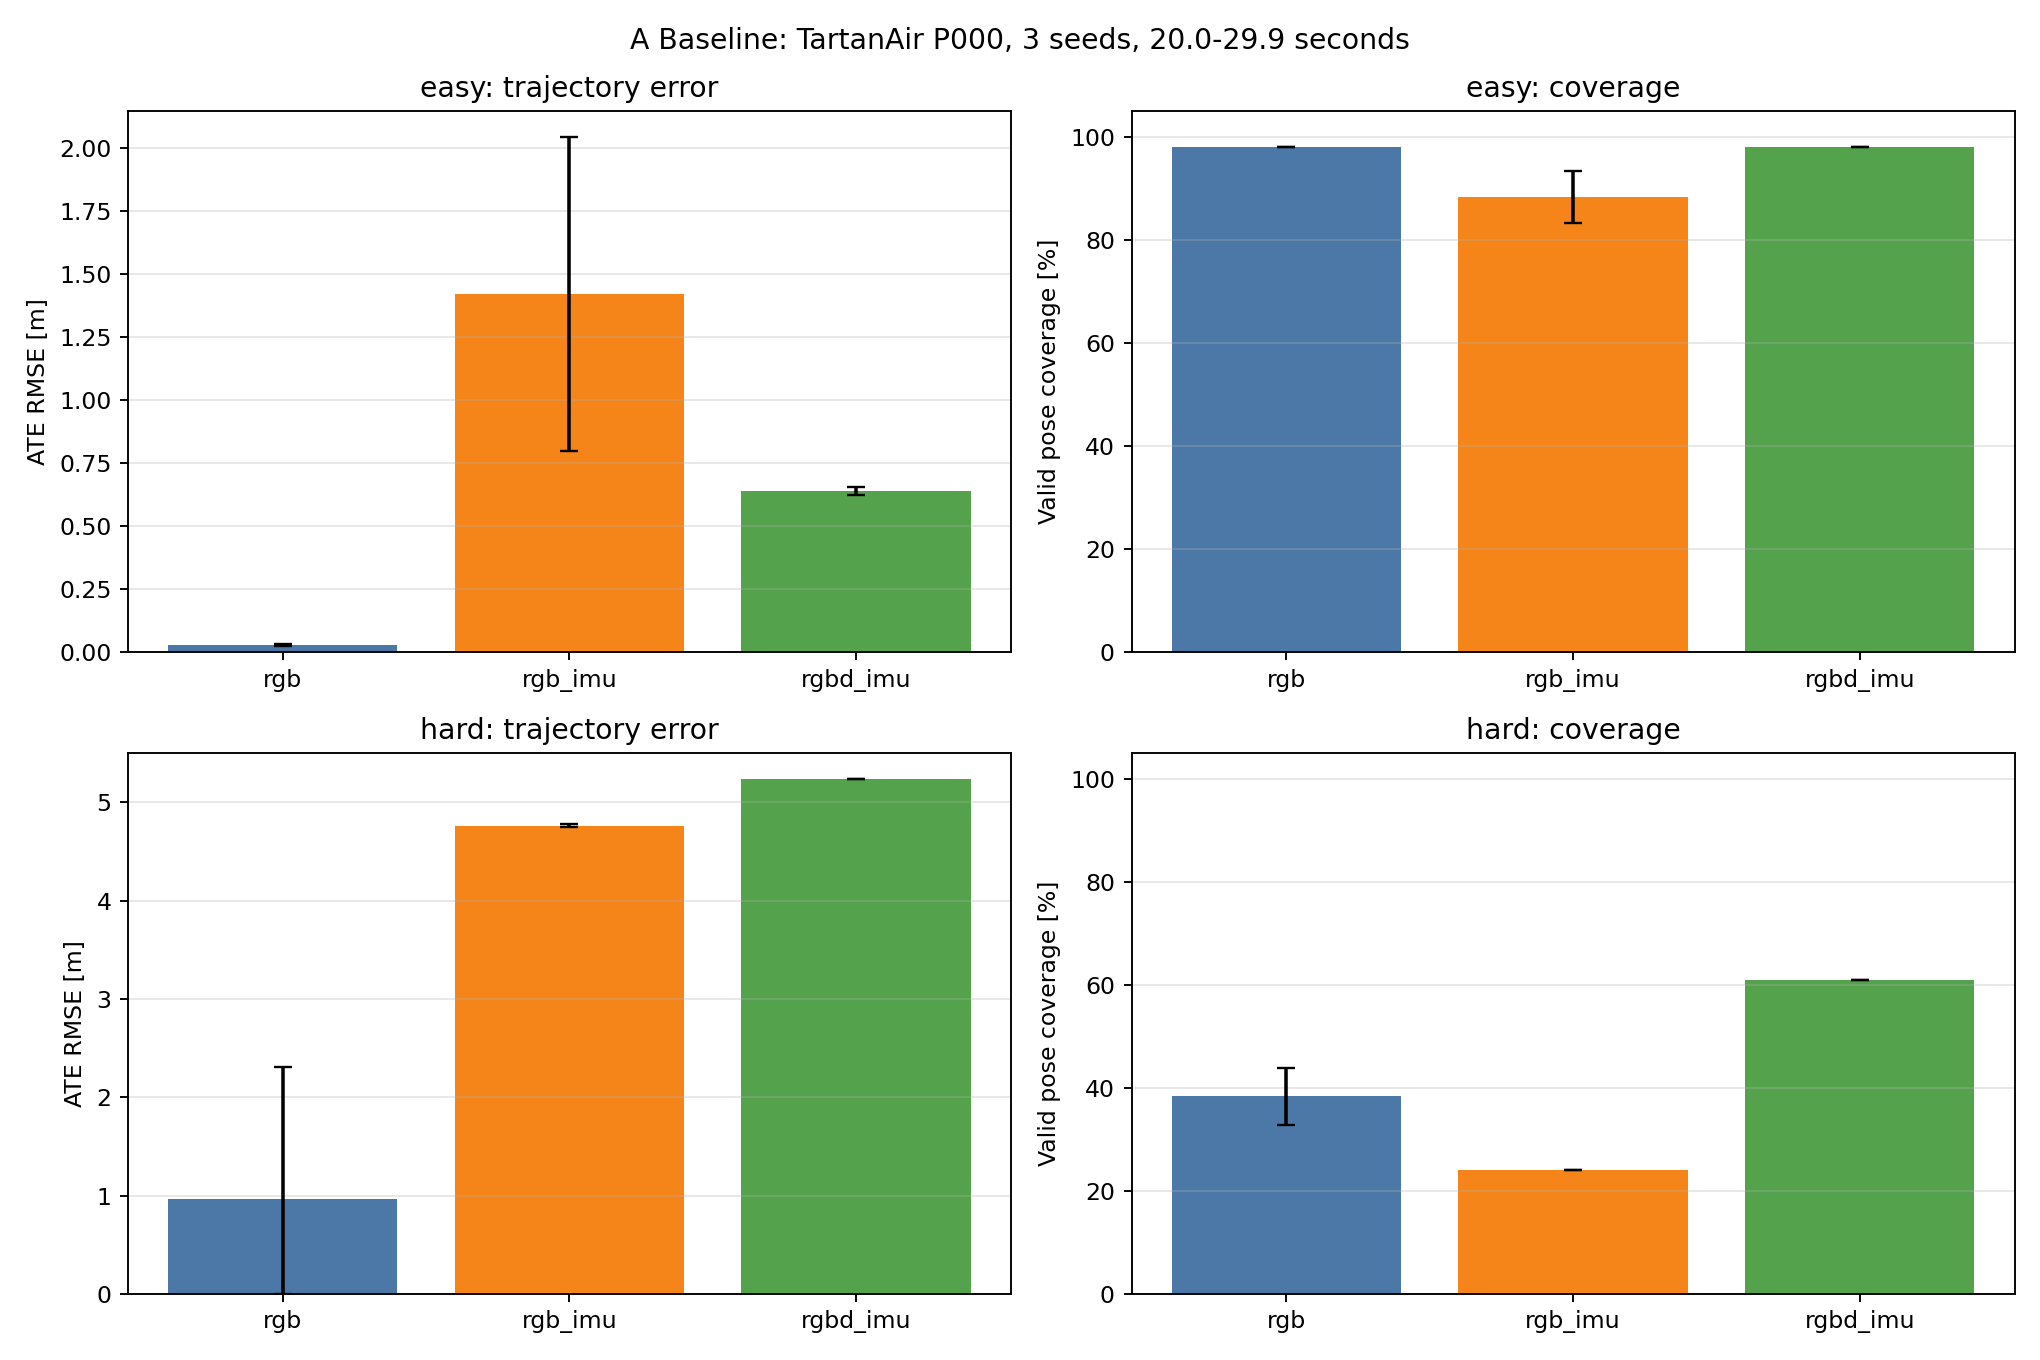 A Baseline: TartanAir P000, 3 seeds, 20.0-29.9 seconds
easy: trajectory error
ATE RMSE [m]
2.00
1.75
1.50
1.25
1.00
0.75
0.50
0.25
0.00
rgb
rgb_imu
rgbd_imu
easy: coverage
Valid pose coverage [%]
100
80
60
40
20
0
rgb
rgb_imu
rgbd_imu
hard: trajectory error
ATE RMSE [m]
5
4
3
2
1
0
rgb
rgb_imu
rgbd_imu
hard: coverage
Valid pose coverage [%]
100
80
60
40
20
0
rgb
rgb_imu
rgbd_imu